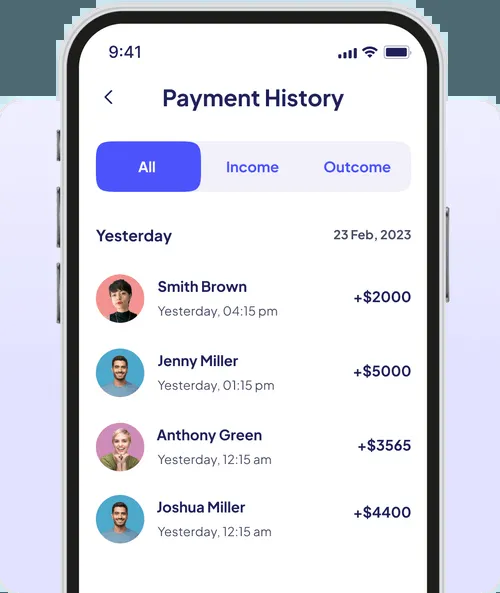 9:41
Payment History
All Income Outcome
Yesterday 23 Feb, 2023
Smith Brown
+$2000
Yesterday, 04:15 pm
Jenny Miller
+$5000
Yesterday, 01:15 pm
Anthony Green
+$3565
Yesterday, 12:15 am
Joshua Miller
+$4400
Yesterday, 12:15 am